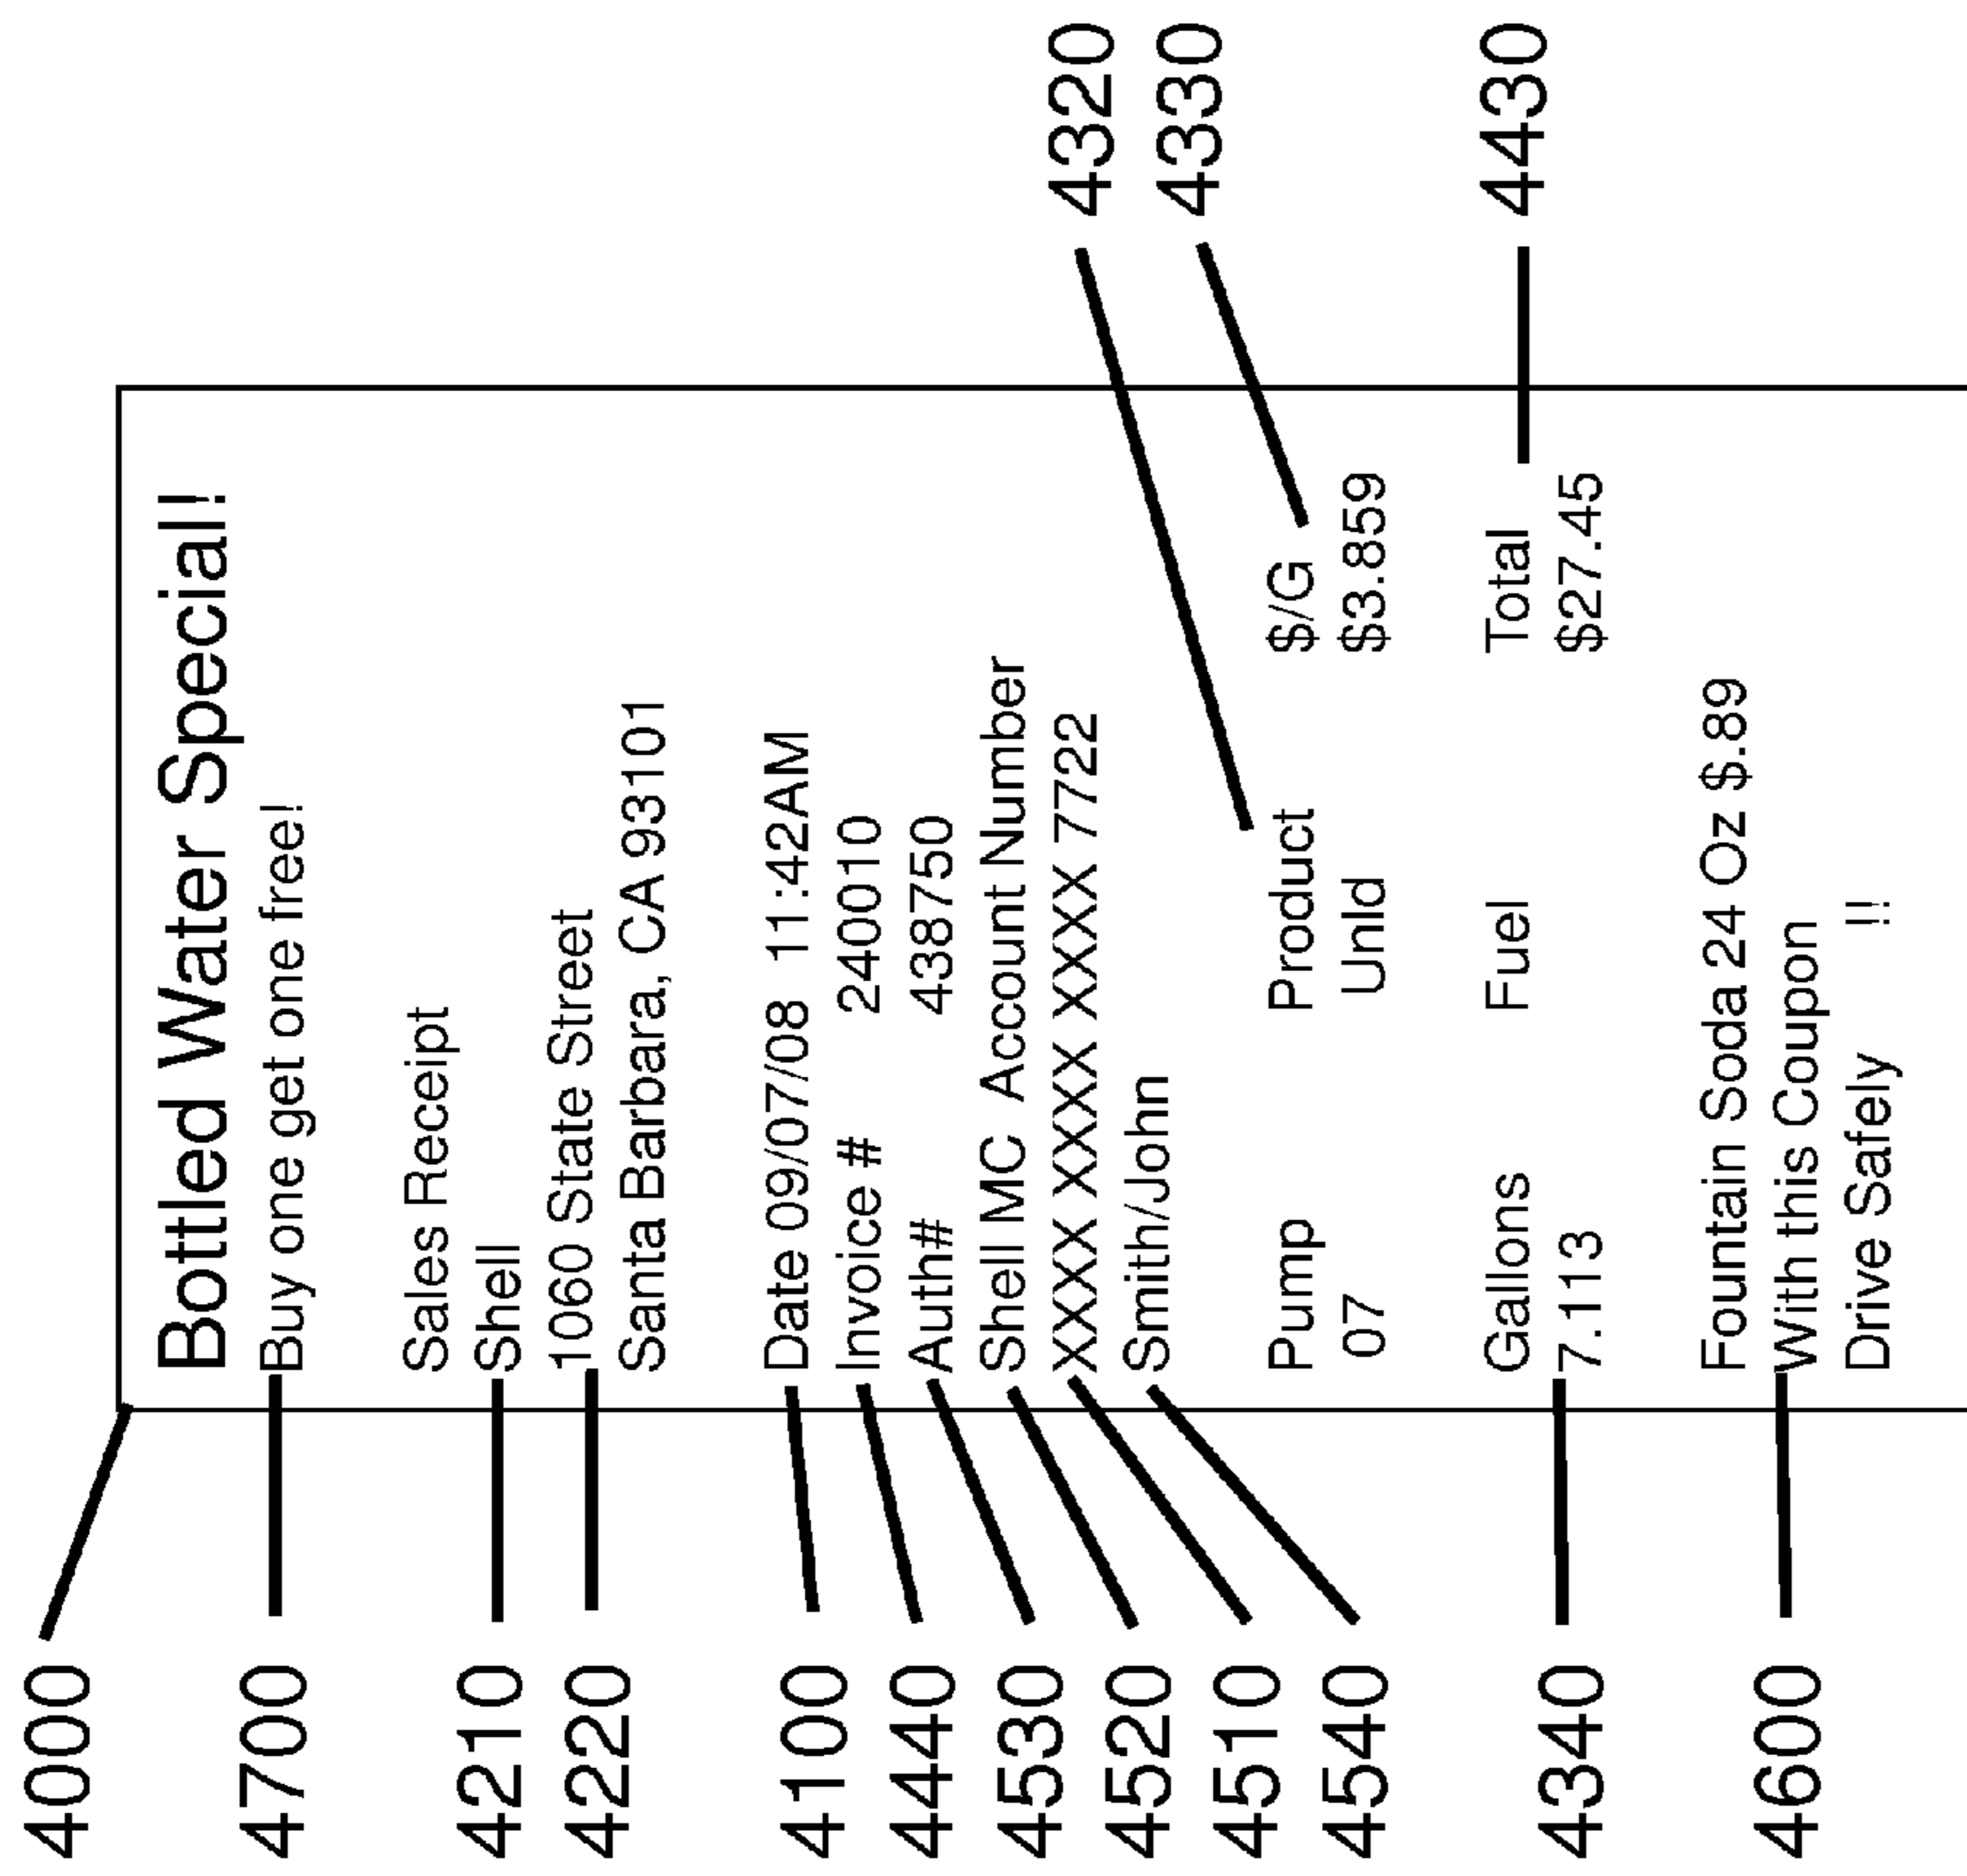 4000
Bottled Water Special!
4700 Buy one get one free!
Sales Receipt
4210 Shell
4220 1060 State Street
Santa Barbara, CA 93101
4100 Date 09/07/08 11:42AM
4440 Invoice # 240010
4530 Auth# 438750
4520 Shell MC Account Number
4510 XXXX XXXXX XXXX 7722
4540 Smith/John
4320
4330
Pump Product $/G
07 Unld $3.859
Gallons Fuel Total 4430
4340 7.113 $27.45
Fountain Soda 24 Oz $.89
4600 With this Coupon
Drive Safely !!